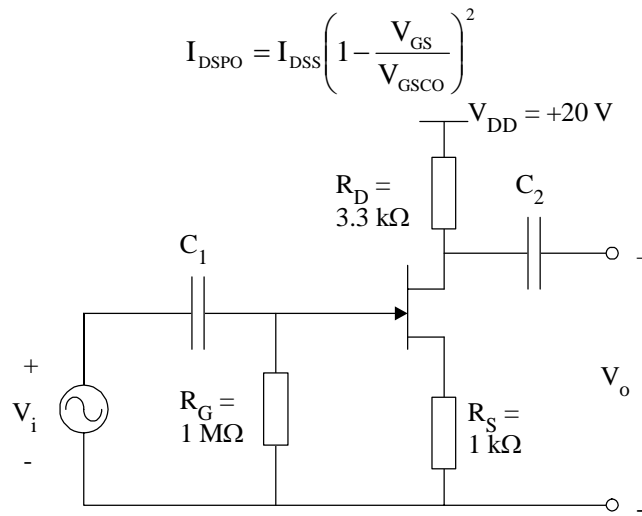 I_DSPO = I_DSS(1 - V_GS/V_GSCO)²
V_DD = +20 V
R_D =
3.3 kΩ
C_2
C_1
+
V_i
-
R_G =
1 MΩ
R_S =
1 kΩ
V_o